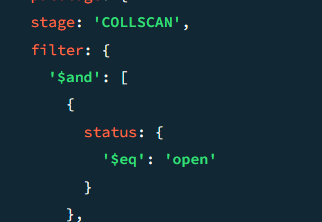 stage: 'COLLSCAN',
filter: {
'$and': [
{
status: {
'$eq': 'open'
}
},